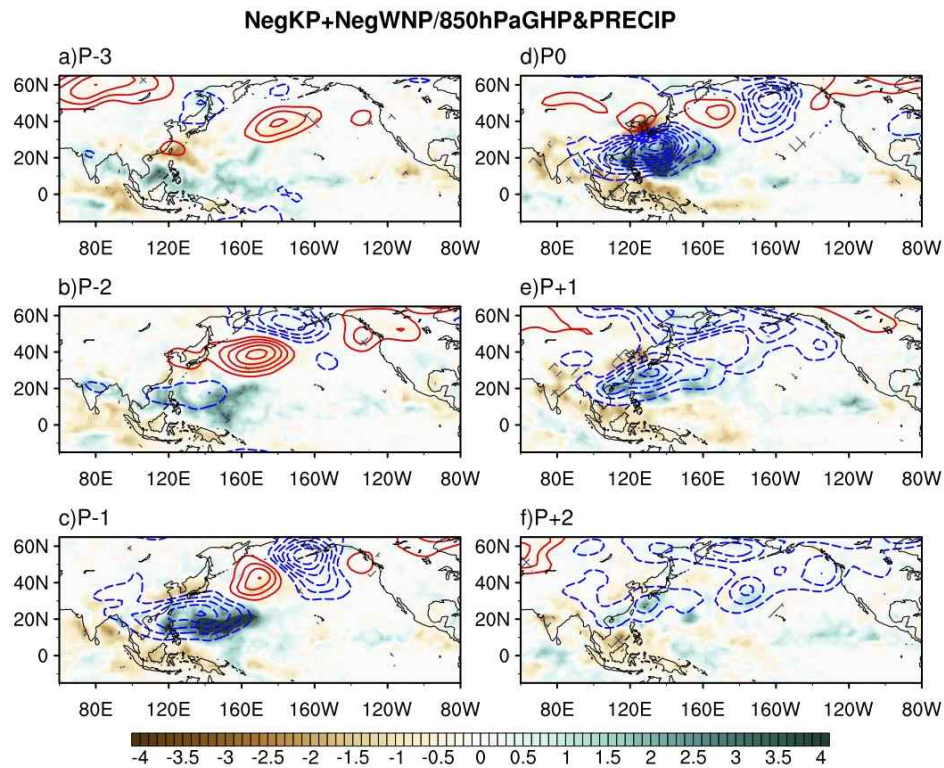 NegKP+NegWNP/850hPaGHP&PRECIP
a)P-3
60N
40N
20N
0
80E 120E 160E 160W 120W 80W
b)P-2
60N
40N
20N
0
80E 120E 160E 160W 120W 80W
c)P-1
60N
40N
20N
0
80E 120E 160E 160W 120W 80W
d)P0
60N
40N
20N
0
80E 120E 160E 160W 120W 80W
e)P+1
60N
40N
20N
0
80E 120E 160E 160W 120W 80W
f)P+2
60N
40N
20N
0
80E 120E 160E 160W 120W 80W
-4 -3.5 -3 -2.5 -2 -1.5 -1 -0.5 0 0.5 1 1.5 2 2.5 3 3.5 4